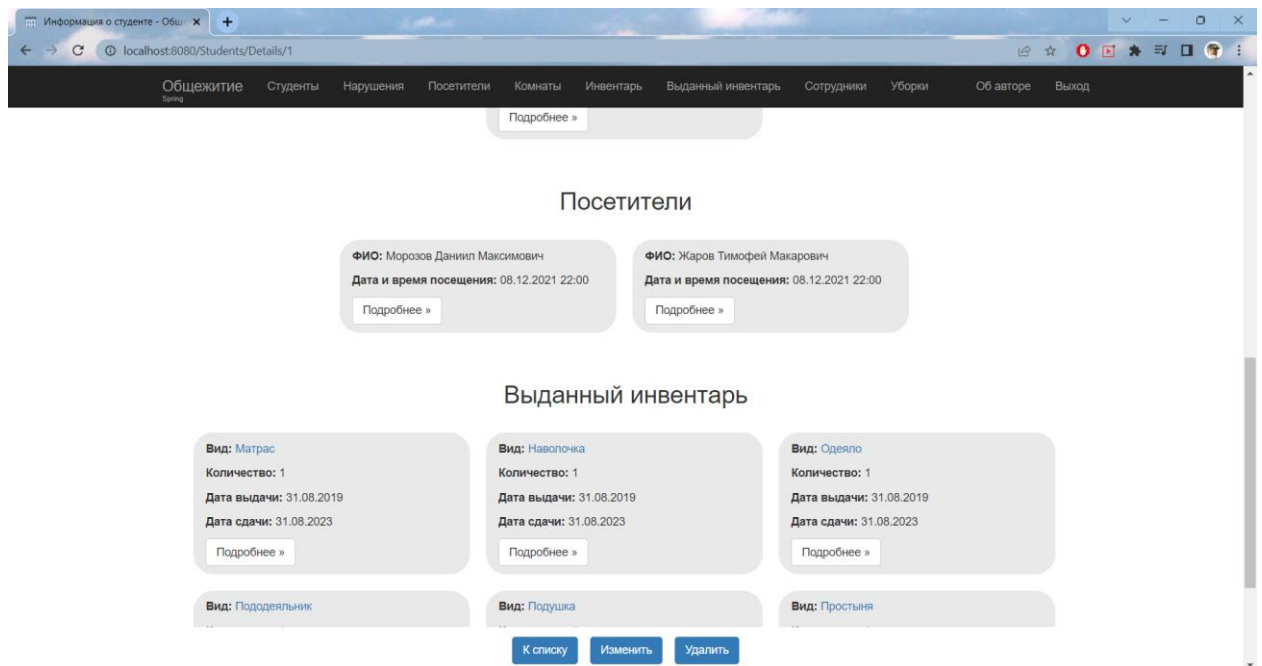 Информация о студенте - Общ
localhost:8080/Students/Details/1
Общежитие Студенты Нарушения Посетители Комнаты Инвентарь Выданный инвентарь Сотрудники Уборки Об авторе Выход
Spring
Подробнее »
Посетители
ФИО: Морозов Даниил Максимович
Дата и время посещения: 08.12.2021 22:00
Подробнее »
ФИО: Жаров Тимофей Макарович
Дата и время посещения: 08.12.2021 22:00
Подробнее »
Выданный инвентарь
Вид: Матрас
Количество: 1
Дата выдачи: 31.08.2019
Дата сдачи: 31.08.2023
Подробнее »
Вид: Наволочка
Количество: 1
Дата выдачи: 31.08.2019
Дата сдачи: 31.08.2023
Подробнее »
Вид: Одеяло
Количество: 1
Дата выдачи: 31.08.2019
Дата сдачи: 31.08.2023
Подробнее »
Вид: Пододеяльник
Вид: Подушка
Вид: Простыня
К списку Изменить Удалить